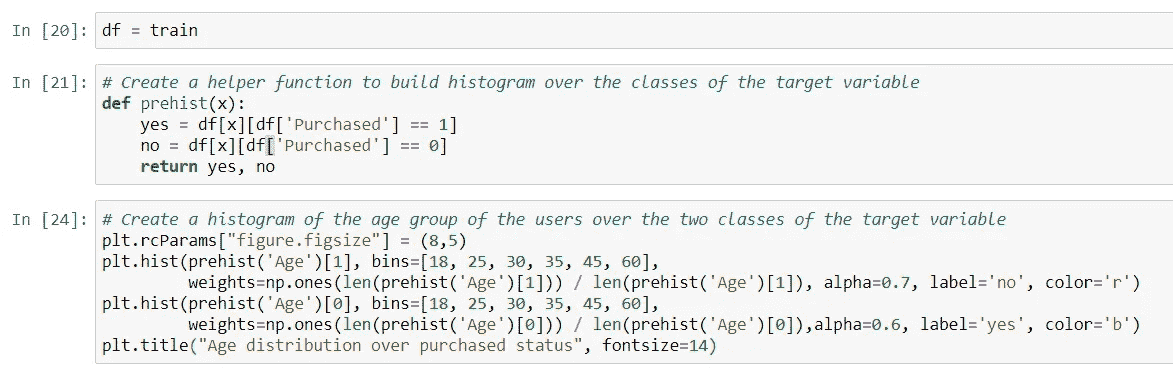 In [20]: df = train
In [21]: # Create a helper function to build histogram over the classes of the target variable
def prehist(x):
    yes = df[x][df['Purchased'] == 1]
    no = df[x][df['Purchased'] == 0]
    return yes, no
In [24]: # Create a histogram of the age group of the users over the two classes of the target variable
plt.rcParams["figure.figsize"] = (8,5)
plt.hist(prehist('Age')[1], bins=[18, 25, 30, 35, 45, 60],
         weights=np.ones(len(prehist('Age')[1])) / len(prehist('Age')[1]), alpha=0.7, label='no', color='r')
plt.hist(prehist('Age')[0], bins=[18, 25, 30, 35, 45, 60],
         weights=np.ones(len(prehist('Age')[0])) / len(prehist('Age')[0]),alpha=0.6, label='yes', color='b')
plt.title("Age distribution over purchased status", fontsize=14)